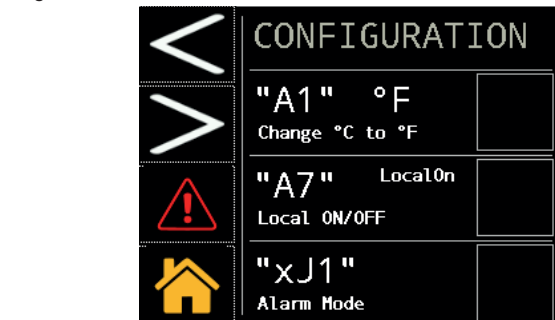 CONFIGURATION
"A1" °F
Change °C to °F
"A7" LocalOn
Local ON/OFF
"xJ1"
Alarm Mode